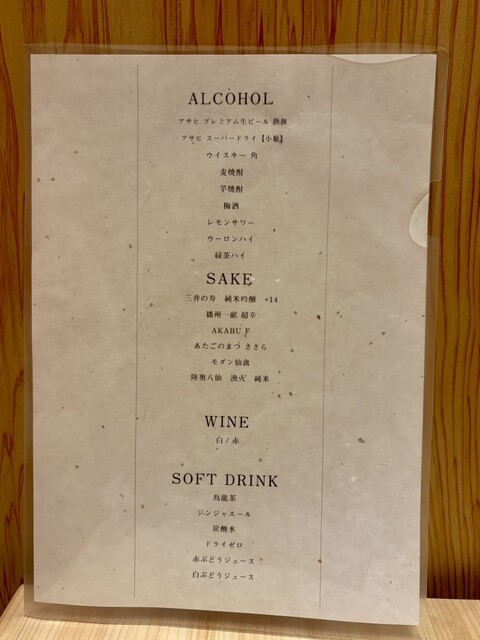 ALCOHOL
アサヒ プレミアム生ビール 熟撰
アサヒ スーパードライ【小瓶】
ウイスキー 角
麦焼酎
芋焼酎
梅酒
レモンサワー
ウーロンハイ
緑茶ハイ
SAKE
三井の寿　純米吟醸　+14
播州一献 超辛
AKABU F
あたごのまつ ささら
モダン仙禽
陸奥八仙　漁火　純米
WINE
白 / 赤
SOFT DRINK
烏龍茶
ジンジャエール
炭酸水
ドライゼロ
赤ぶどうジュース
白ぶどうジュース